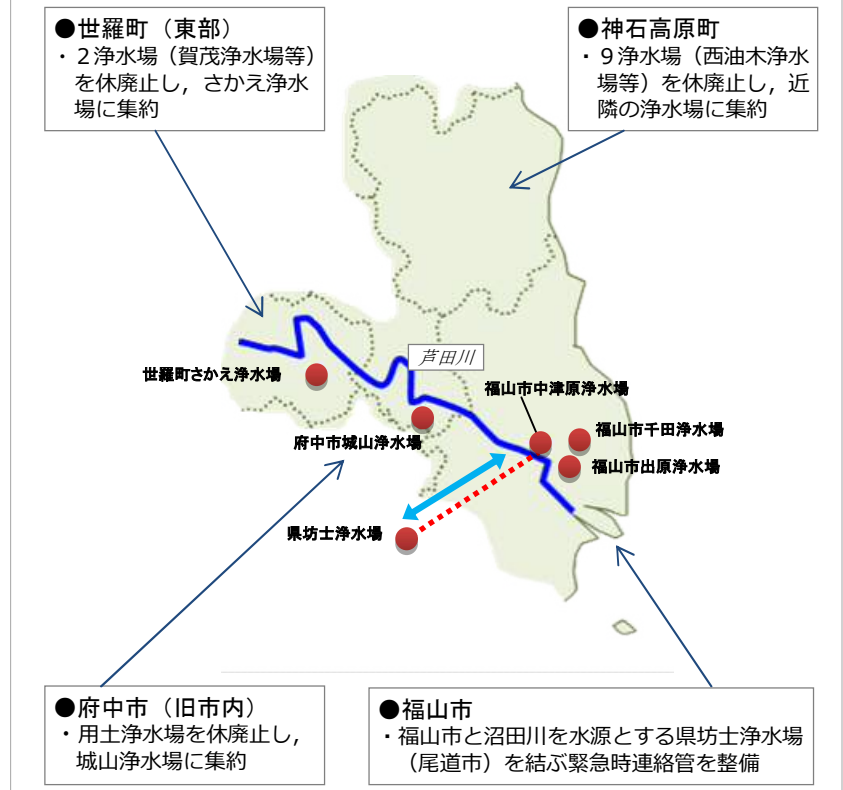 ●世羅町（東部）
・２浄水場（賀茂浄水場等）
を休廃止し，さかえ浄水
場に集約
●神石高原町
・９浄水場（西油木浄水
場等）を休廃止し，近
隣の浄水場に集約
芦田川
世羅町さかえ浄水場
福山市中津原浄水場
府中市城山浄水場
福山市千田浄水場
福山市出原浄水場
県坊士浄水場
●府中市（旧市内）
・用土浄水場を休廃止し，
城山浄水場に集約
●福山市
・福山市と沼田川を水源とする県坊士浄水場
（尾道市）を結ぶ緊急時連絡管を整備